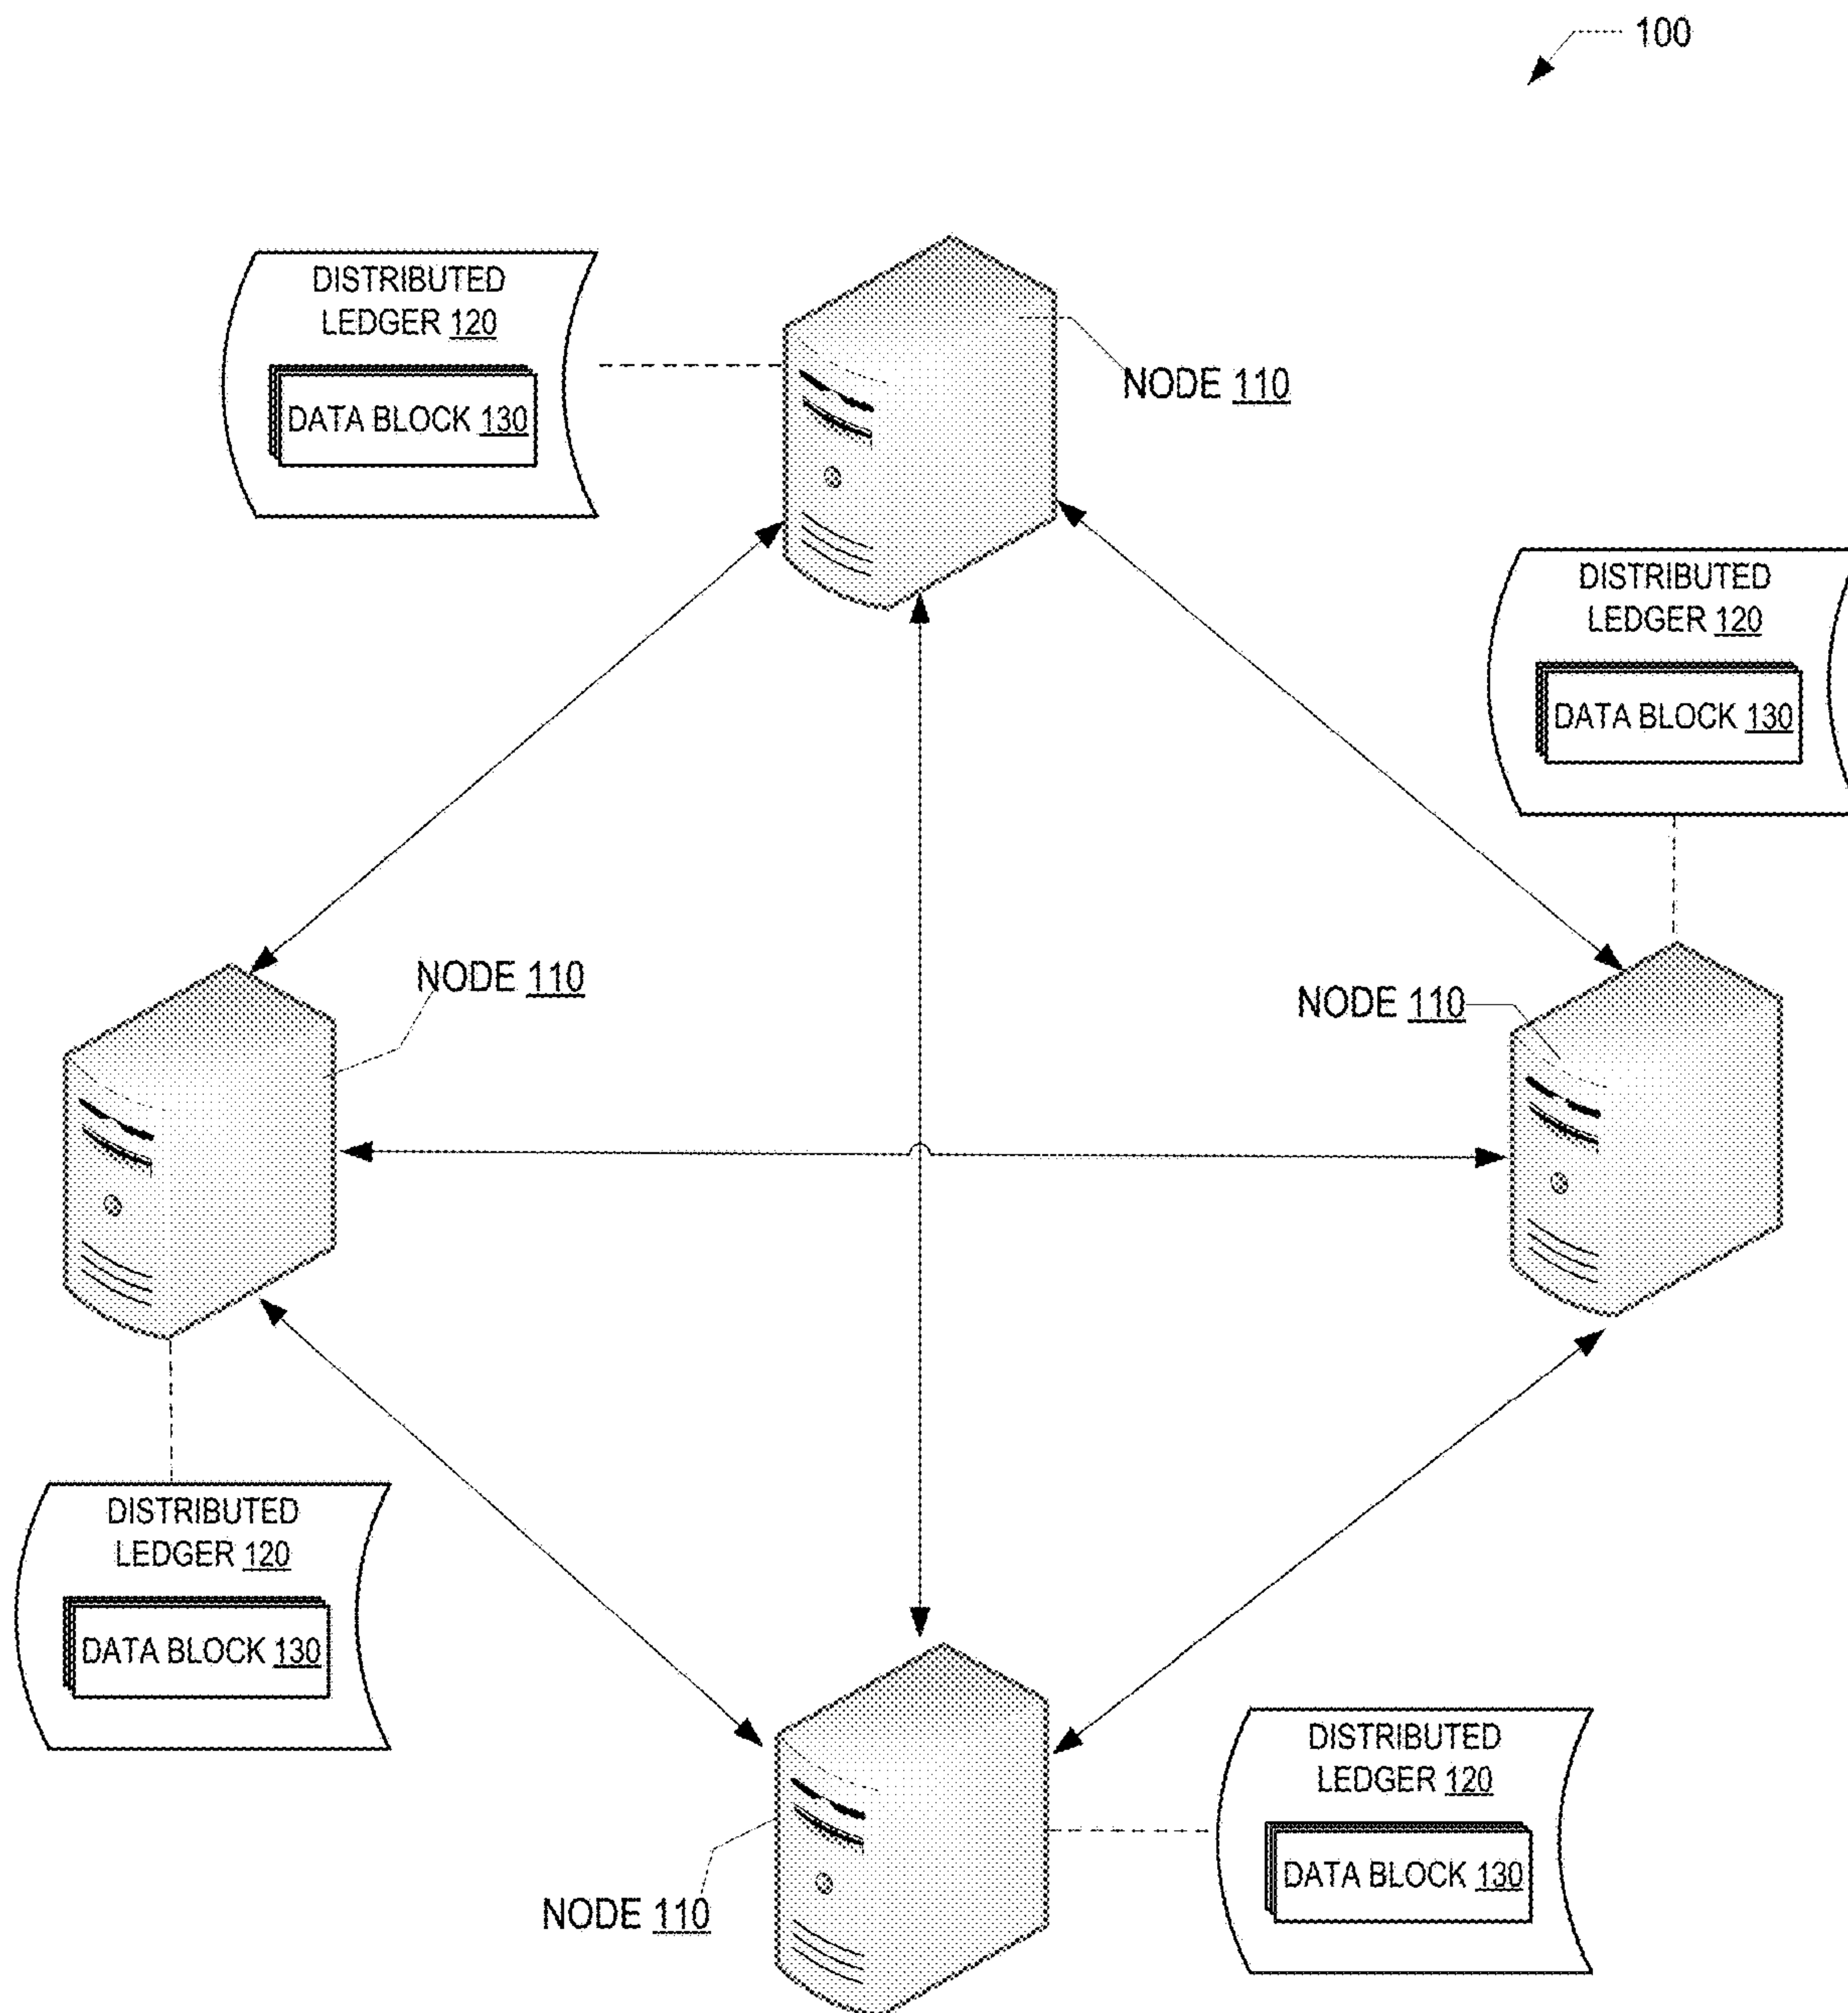 100
DISTRIBUTED
LEDGER 120
DATA BLOCK 130
NODE 110
DISTRIBUTED
LEDGER 120
DATA BLOCK 130
NODE 110
NODE 110
DISTRIBUTED
LEDGER 120
DATA BLOCK 130
DISTRIBUTED
LEDGER 120
DATA BLOCK 130
NODE 110